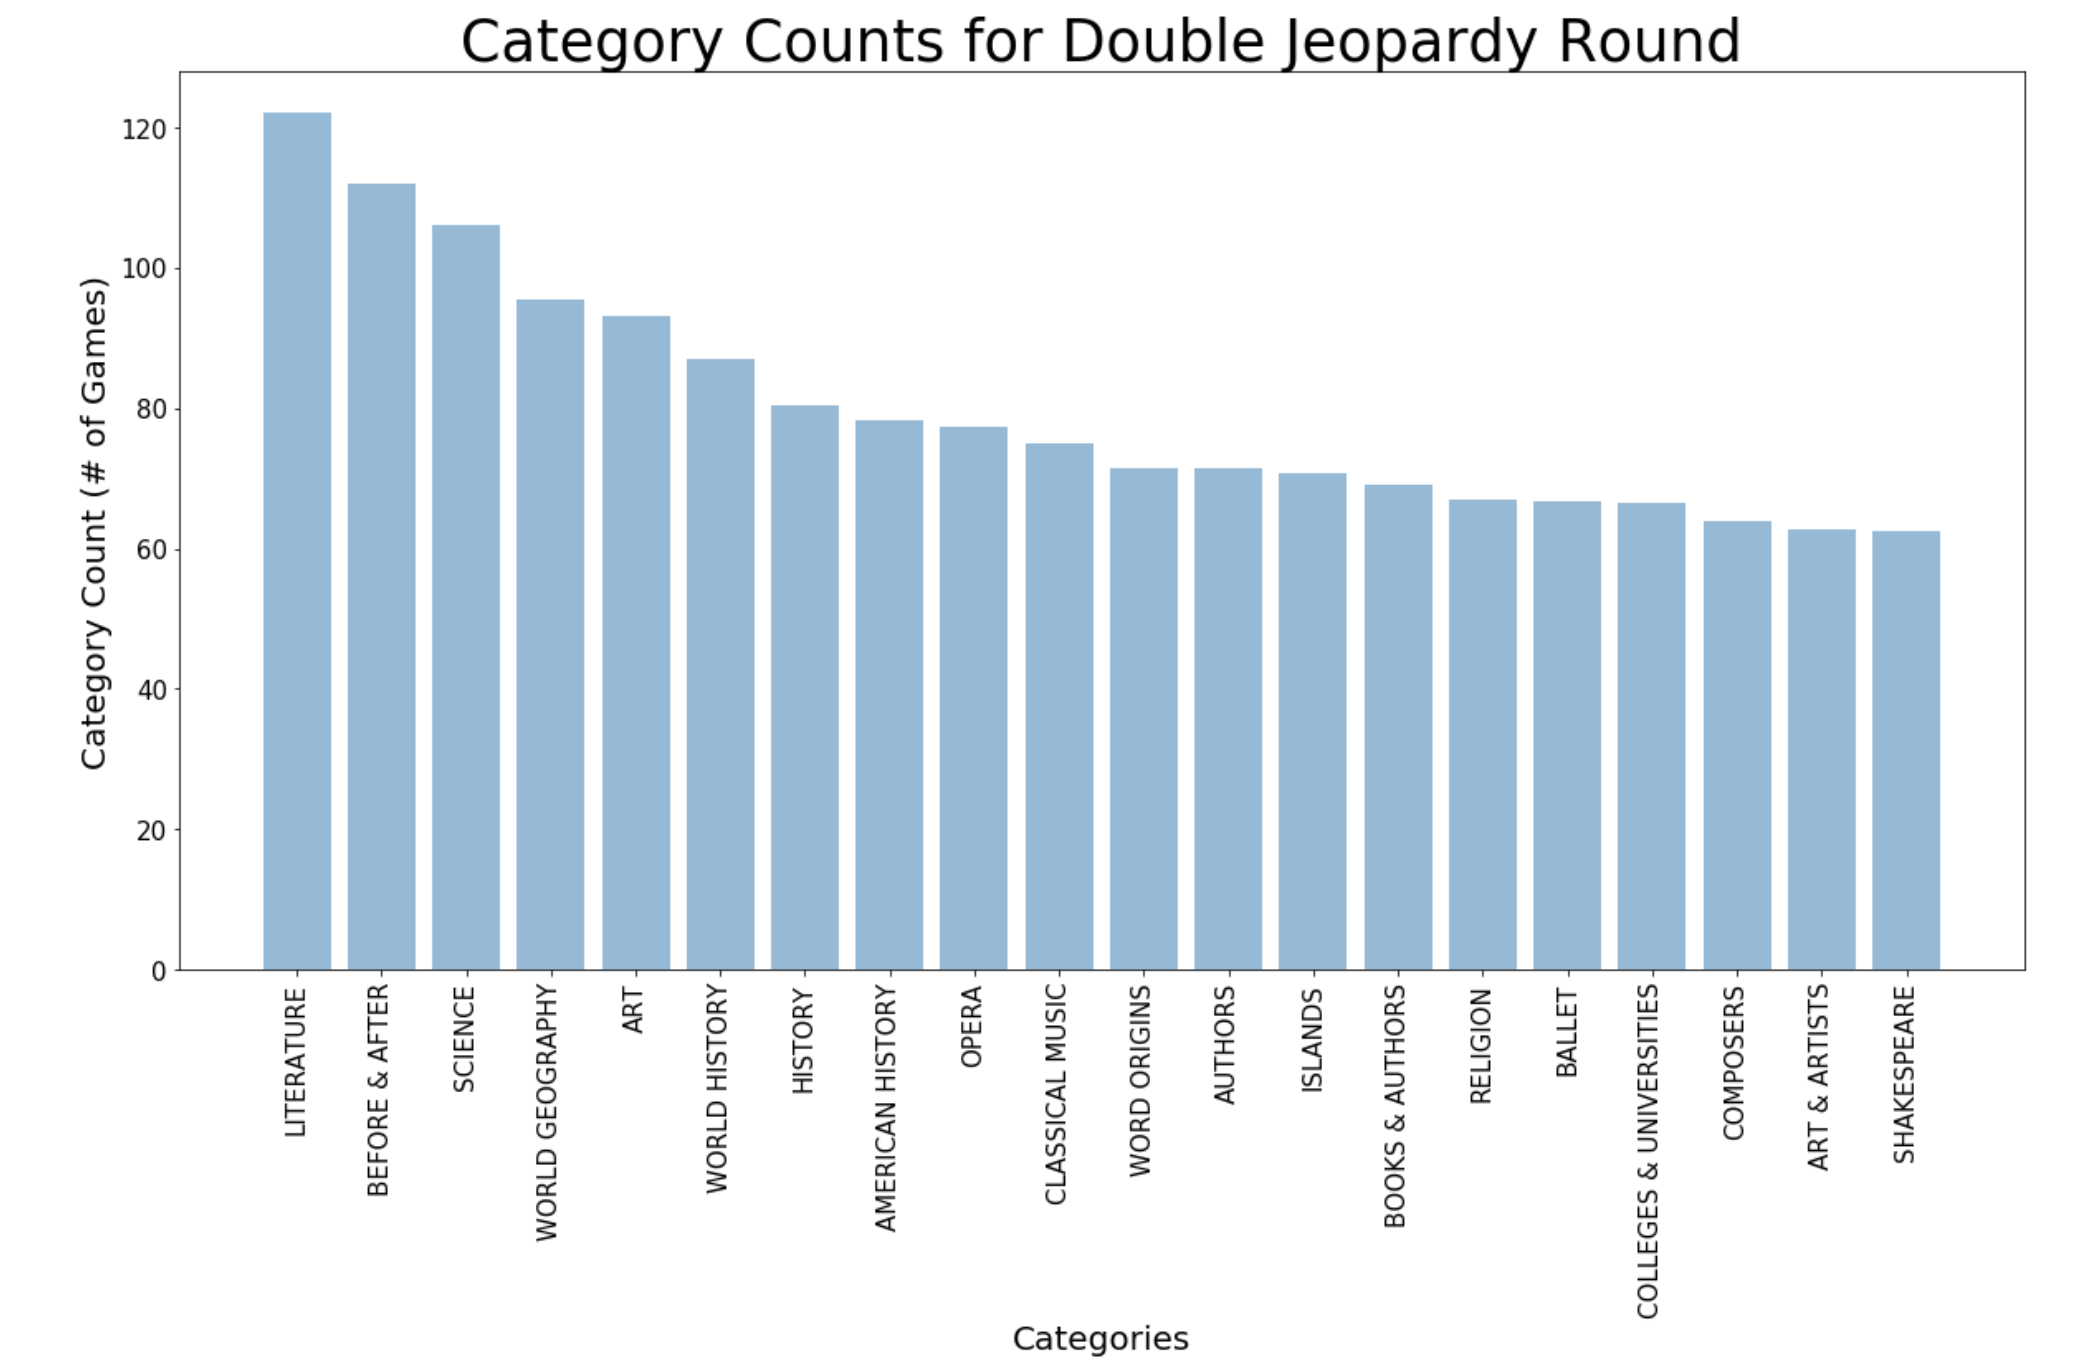 Category Counts for Double Jeopardy Round
Category Count (# of Games)
120
100
80
60
40
20
0
LITERATURE
BEFORE & AFTER
SCIENCE
WORLD GEOGRAPHY
ART
WORLD HISTORY
HISTORY
AMERICAN HISTORY
OPERA
CLASSICAL MUSIC
WORD ORIGINS
AUTHORS
ISLANDS
BOOKS & AUTHORS
RELIGION
BALLET
COLLEGES & UNIVERSITIES
COMPOSERS
ART & ARTISTS
SHAKESPEARE
Categories